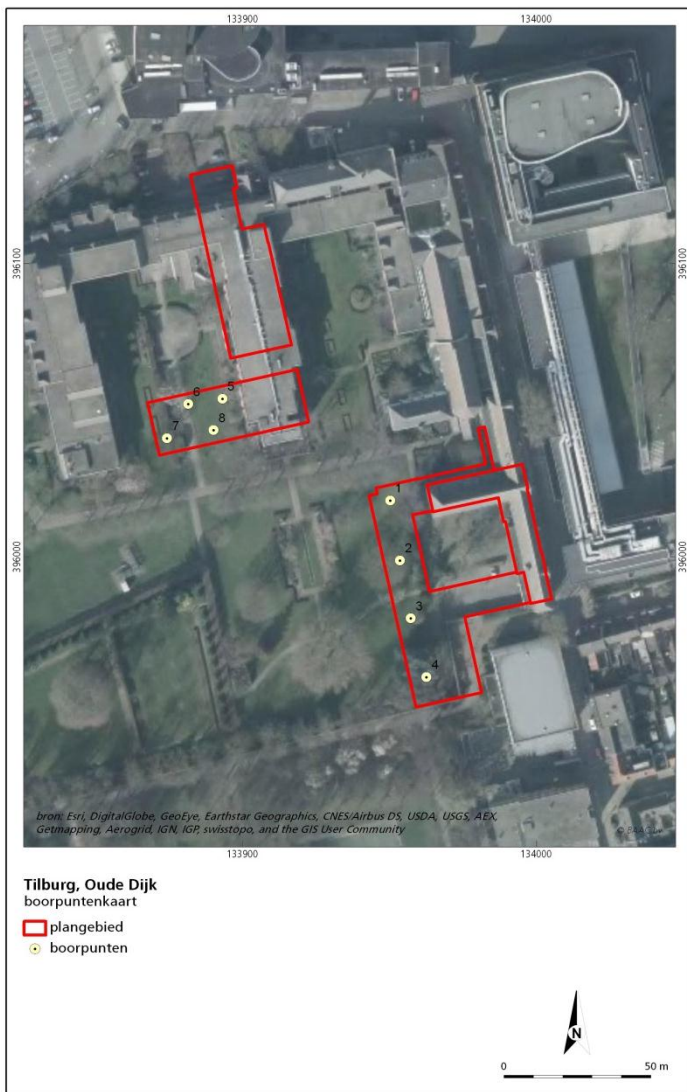 133900 134000
396100 396100
5
6
8
7
1
2
396000 396000
3
4
bron: Esri, DigitalGlobe, GeoEye, Earthstar Geographics, CNES/Airbus DS, USDA, USGS, AEX,
Getmapping, Aerogrid, IGN, IGP, swisstopo, and the GIS User Community
133900 134000
Tilburg, Oude Dijk
boorpuntenkaart
plangebied
boorpunten
N
0 50 m